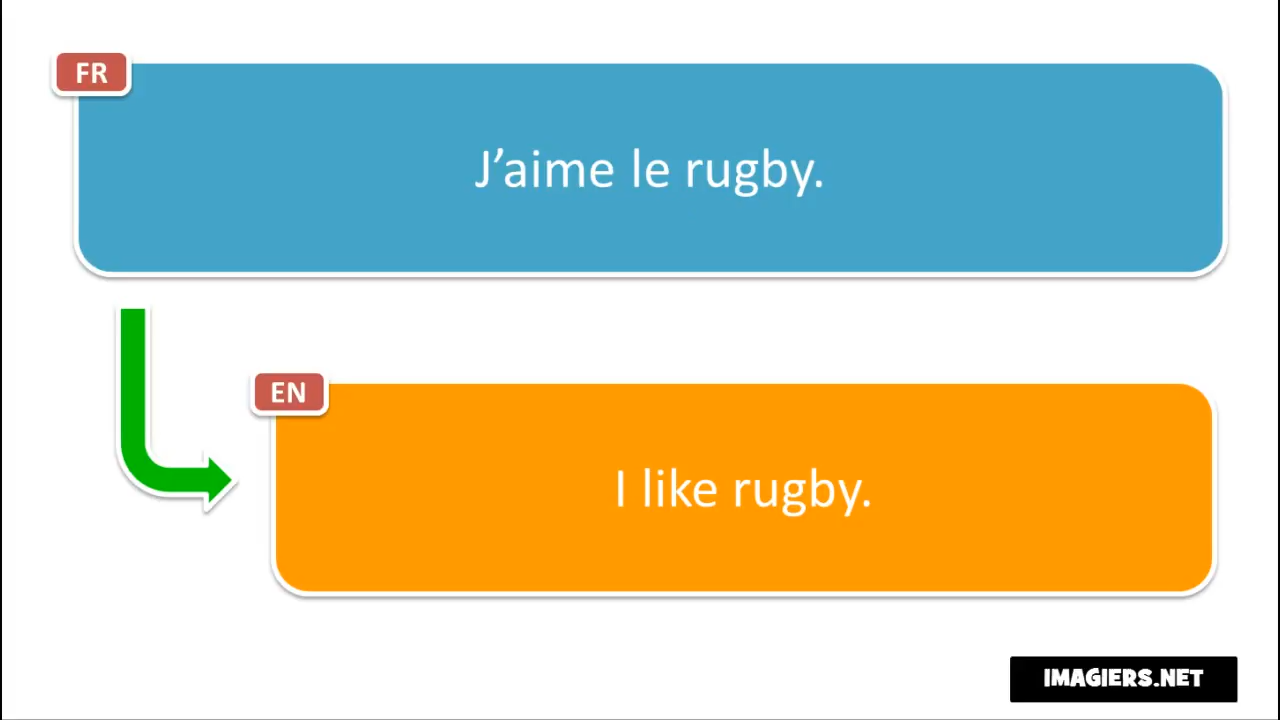 FR
J’aime le rugby.
EN
I like rugby.
IMAGIERS.NET